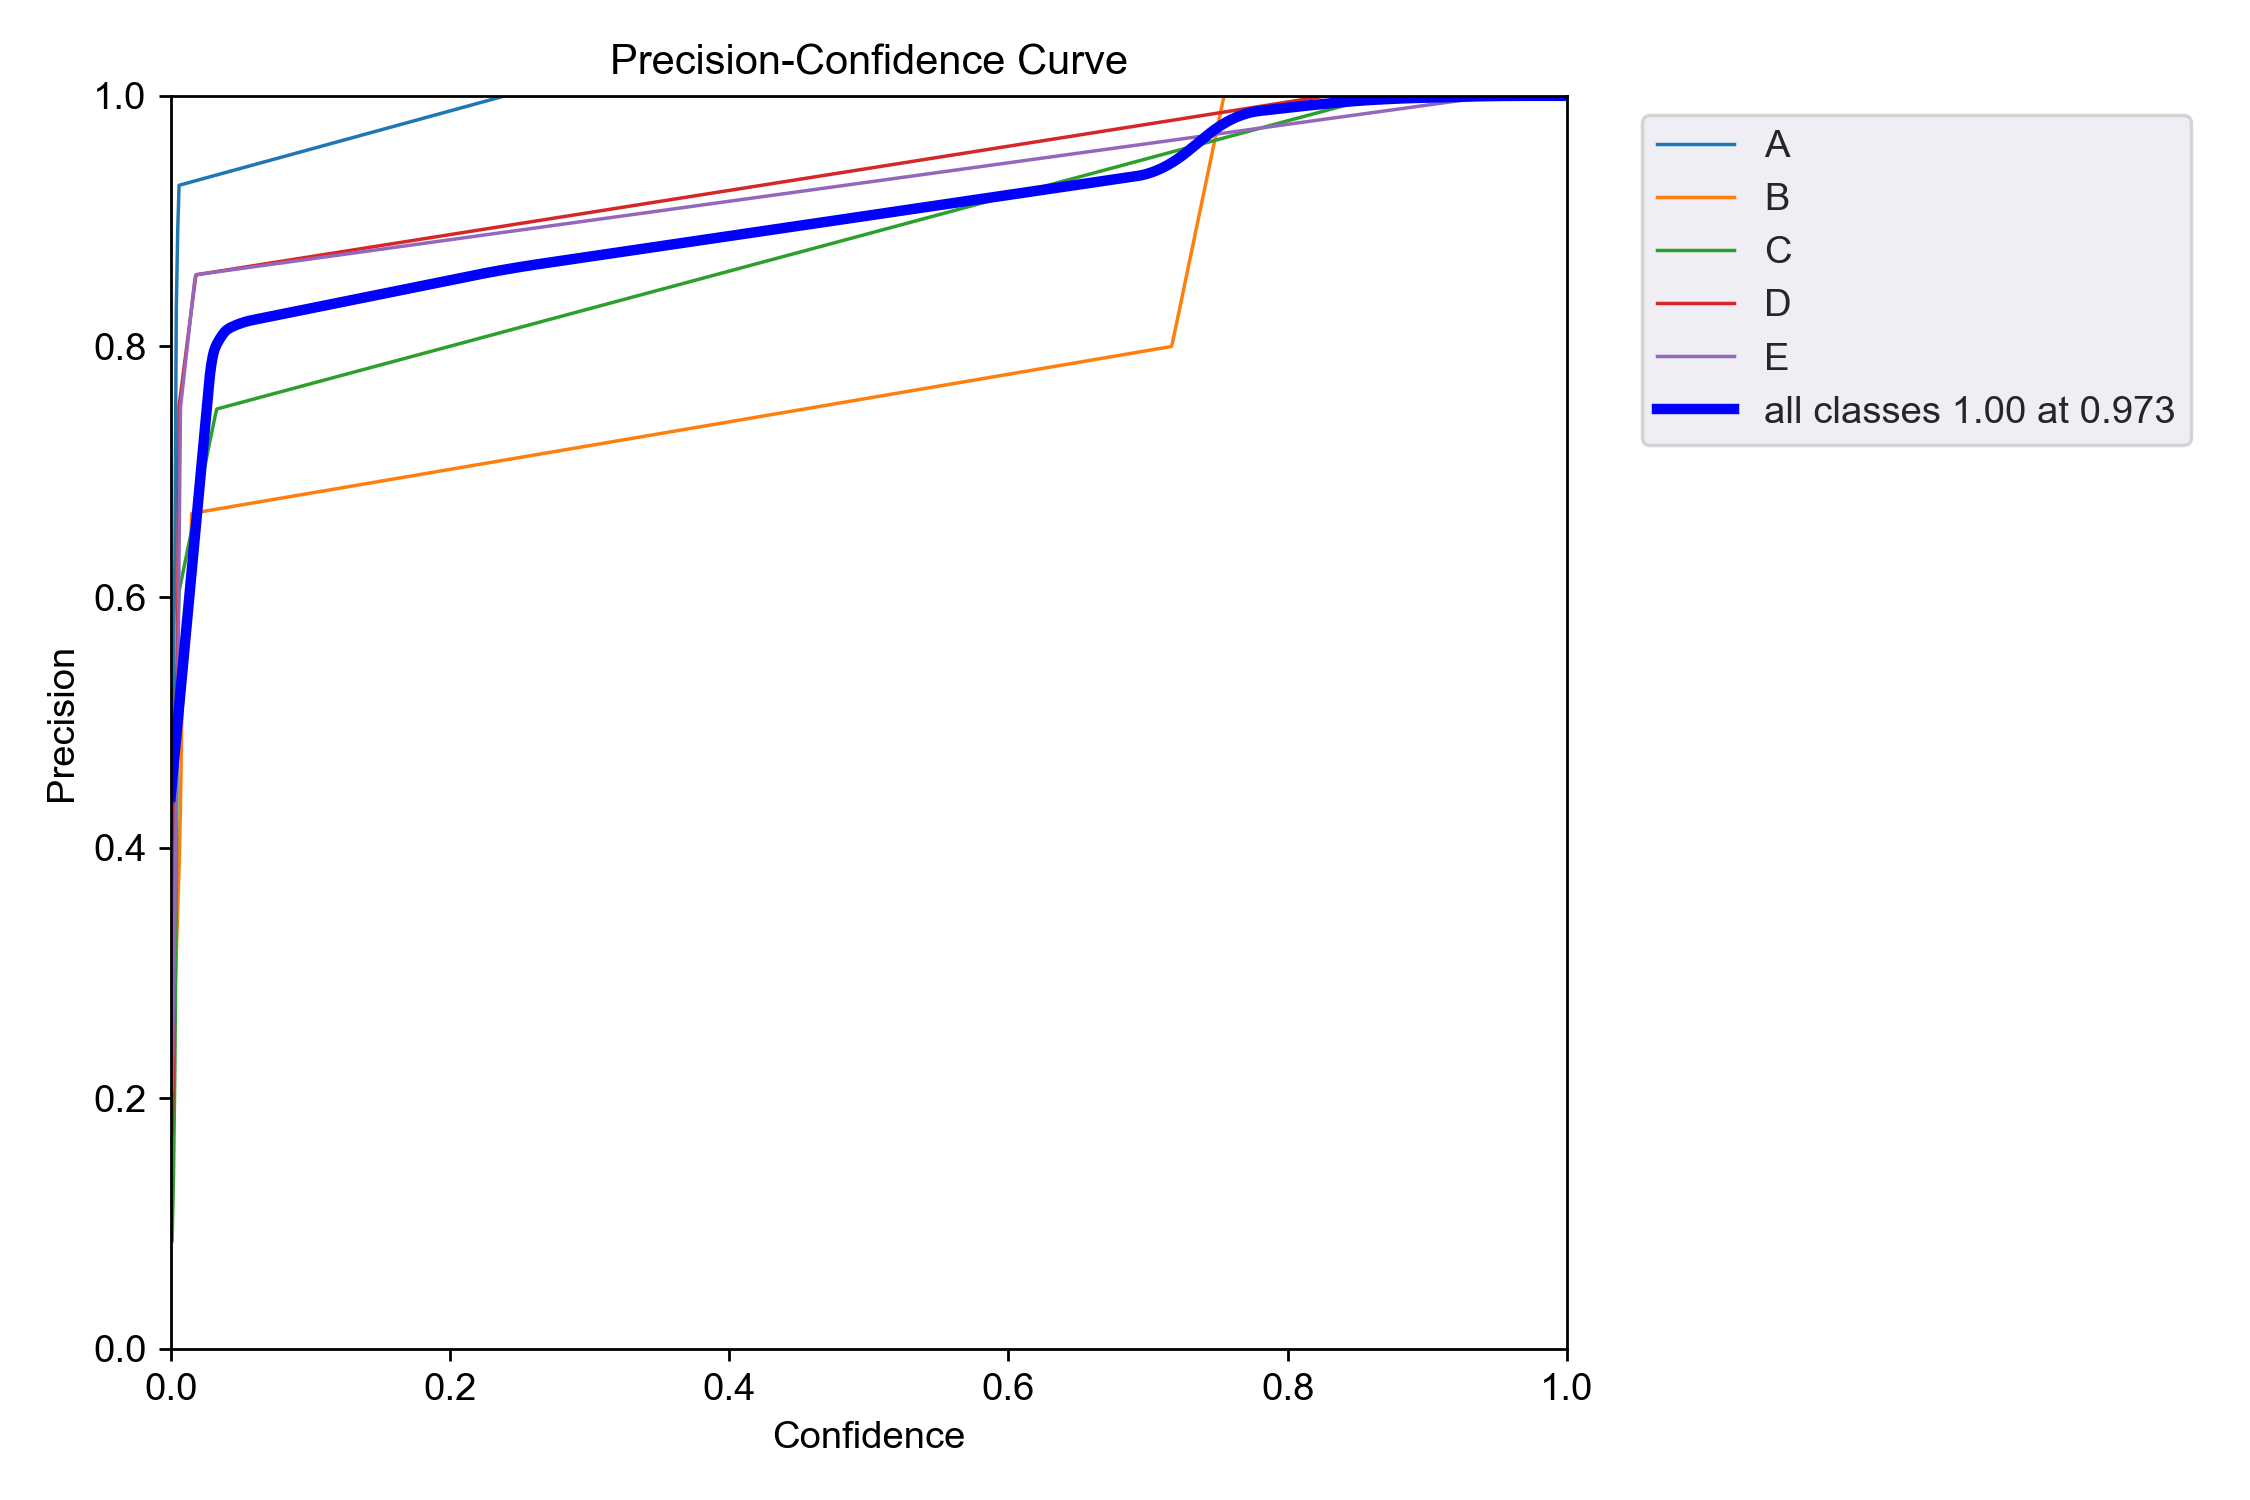 Precision-Confidence Curve
1.0
0.8
0.6
0.4
0.2
0.0
Precision
0.0 0.2 0.4 0.6 0.8 1.0
Confidence
A
B
C
D
E
all classes 1.00 at 0.973